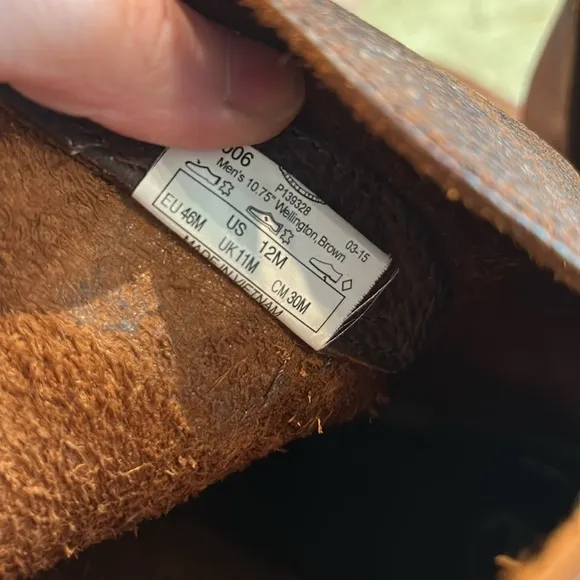 606
P139328
Men's 10.75" Wellington, Brown
03-15
EU 46M US 12M
UK 11M CM 30M
MADE IN VIETNAM